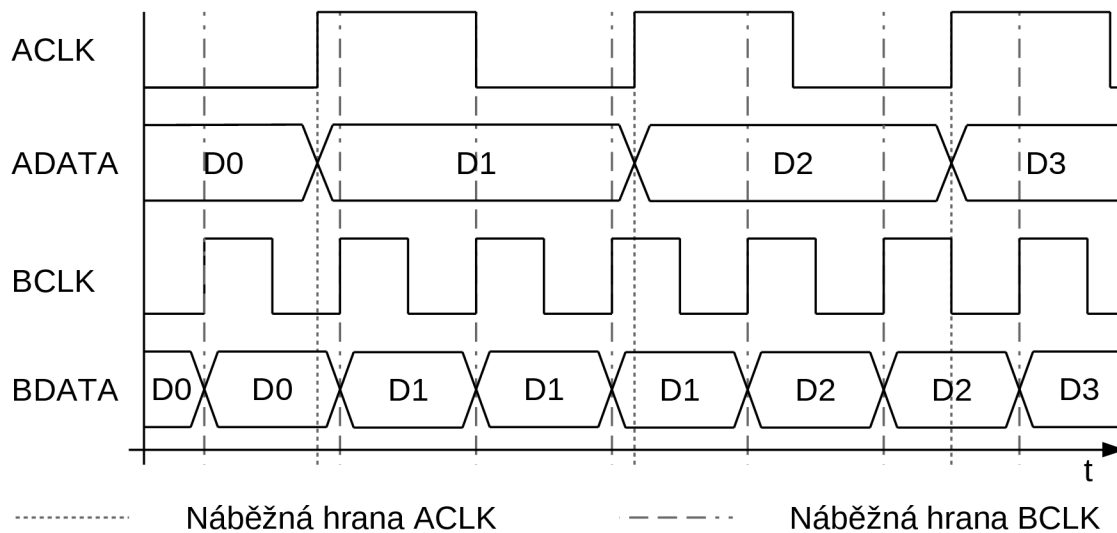 ACLK
ADATA D0 D1 D2 D3
BCLK
BDATA D0 D0 D1 D1 D1 D2 D2 D3
t
Náběžná hrana ACLK Náběžná hrana BCLK